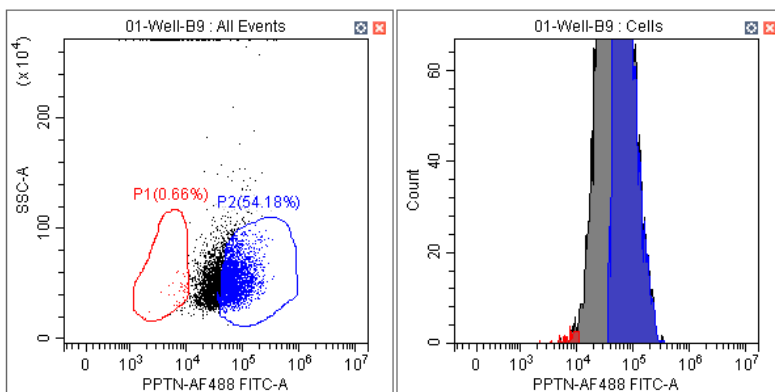 01-Well-B9 : All Events
(x 10⁴)
200
100
0
SSC-A
P1(0.66%)
P2(54.18%)
0 10³ 10⁴ 10⁵ 10⁶ 10⁷
PPTN-AF488 FITC-A
01-Well-B9 : Cells
60
40
20
0
Count
0 10³ 10⁴ 10⁵ 10⁶ 10⁷
PPTN-AF488 FITC-A